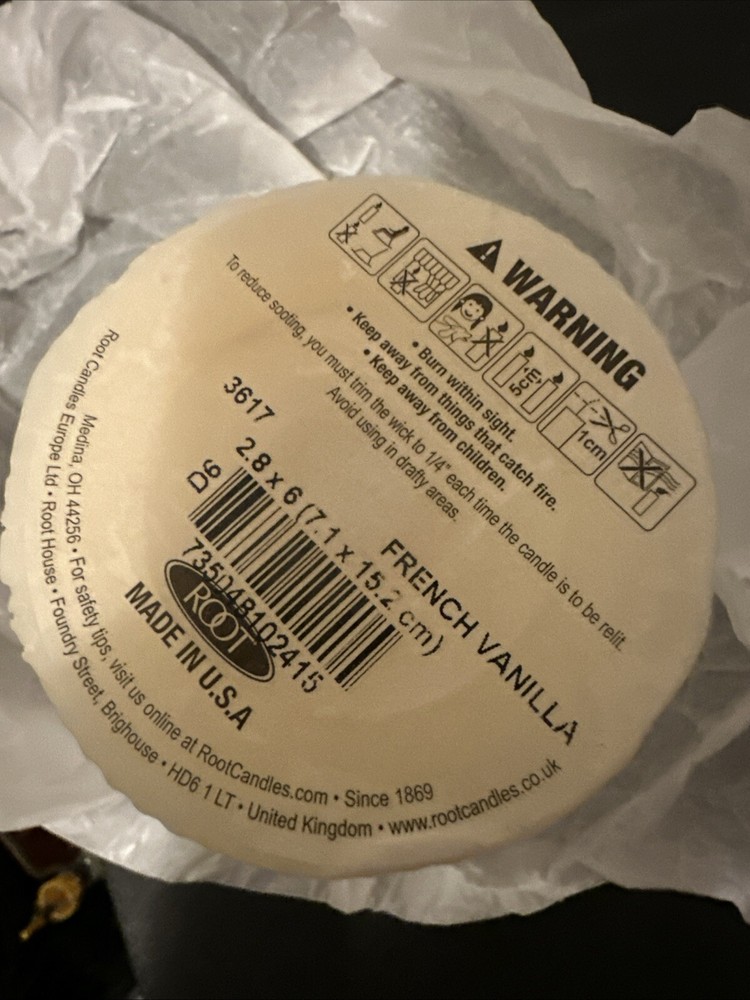 WARNING
5cm
1cm
• Burn within sight.
• Keep away from things that catch fire.
• Keep away from children.
To reduce sooting, you must trim the wick to 1/4" each time the candle is to be relit.
Avoid using in drafty areas.
FRENCH VANILLA
3617
2.8 x 6 (7.1 x 15.2 cm)
D6
735048102415
ROOT
MADE IN U.S.A
Medina, OH 44256 • For safety tips, visit us online at RootCandles.com • Since 1869
Root Candles Europe Ltd • Root House • Foundry Street, Brighouse • HD6 1 LT • United Kingdom • www.rootcandles.co.uk